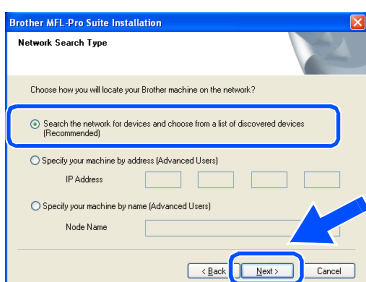 Brother MFL-Pro Suite Installation
Network Search Type
Choose how you will locate your Brother machine on the network?
Search the network for devices and choose from a list of discovered devices
(Recommended)
Specify your machine by address (Advanced Users)
IP Address
Specify your machine by name (Advanced Users)
Node Name
< Back
Next >
Cancel